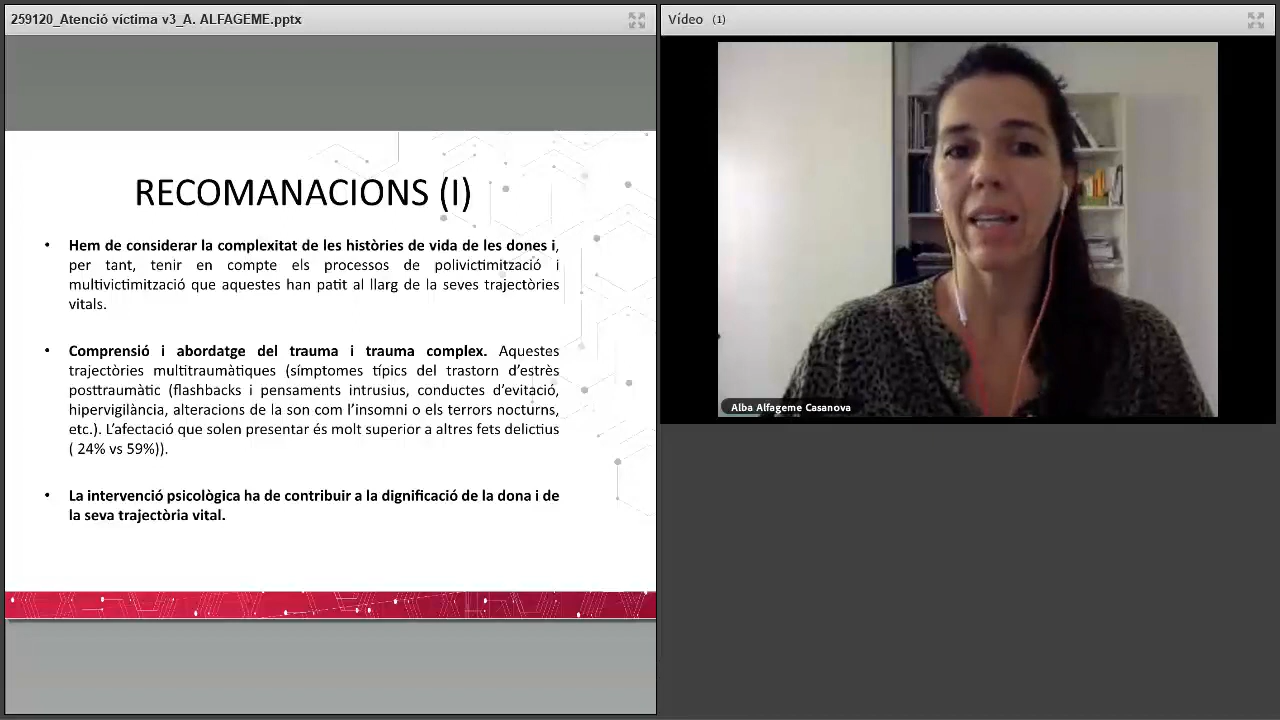 259120_Atenció víctima v3_A. ALFAGEME.pptx
Vídeo (1)
RECOMANACIONS (I)
• Hem de considerar la complexitat de les històries de vida de les dones i,
per tant, tenir en compte els processos de polivictimització i
multivictimització que aquestes han patit al llarg de la seves trajectòries
vitals.
• Comprensió i abordatge del trauma i trauma complex. Aquestes
trajectòries multitraumàtiques (símptomes típics del trastorn d'estrès
posttraumàtic (flashbacks i pensaments intrusius, conductes d'evitació,
hipervigilància, alteracions de la son com l'insomni o els terrors nocturns,
etc.). L'afectació que solen presentar és molt superior a altres fets delictius
( 24% vs 59%)).
• La intervenció psicològica ha de contribuir a la dignificació de la dona i de
la seva trajectòria vital.
Alba Alfageme Casanova